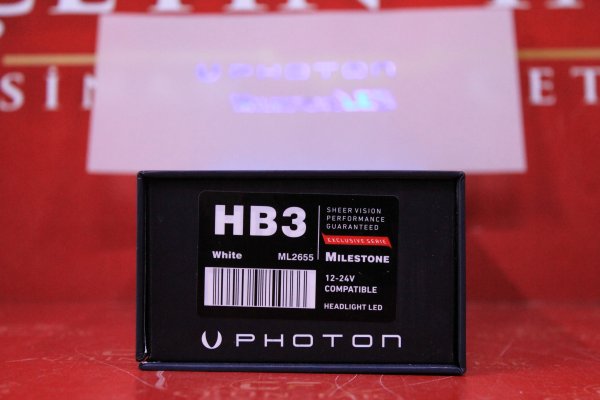 PHOTON
HB3
SHEER VISION
PERFORMANCE
GUARANTEED
EXCLUSIVE SERIE
White
ML2655
MILESTONE
12-24V
COMPATIBLE
HEADLIGHT LED
PHOTON